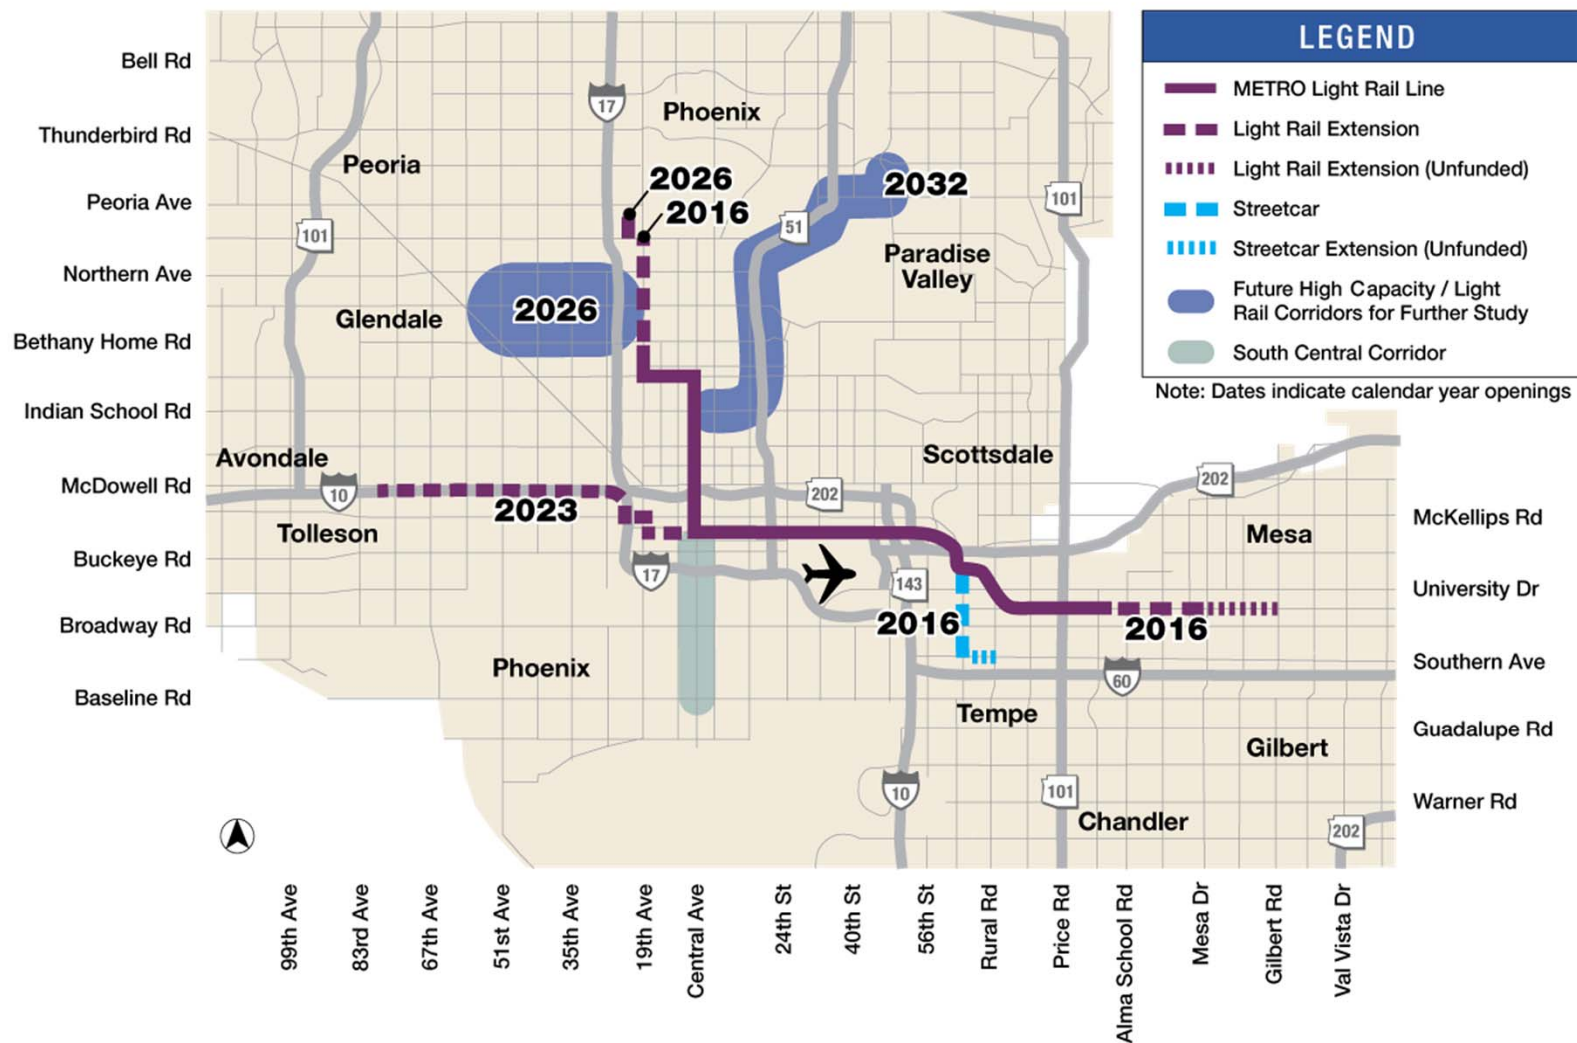 LEGEND
METRO Light Rail Line
Light Rail Extension
Light Rail Extension (Unfunded)
Streetcar
Streetcar Extension (Unfunded)
Future High Capacity / Light
Rail Corridors for Further Study
South Central Corridor
Note: Dates indicate calendar year openings
Bell Rd
Thunderbird Rd
Peoria Ave
Northern Ave
Bethany Home Rd
Indian School Rd
McDowell Rd
Buckeye Rd
Broadway Rd
Baseline Rd
17
Phoenix
Peoria
2026
2016
2032
101
51
101
Paradise
Valley
Glendale
2026
Avondale
Scottsdale
10
2023
202
202
Tolleson
Mesa
17
143
2016
2016
Phoenix
60
Tempe
Gilbert
10
101
Chandler
202
McKellips Rd
University Dr
Southern Ave
Guadalupe Rd
Warner Rd
99th Ave
83rd Ave
67th Ave
51st Ave
35th Ave
19th Ave
Central Ave
24th St
40th St
56th St
Rural Rd
Price Rd
Alma School Rd
Mesa Dr
Gilbert Rd
Val Vista Dr